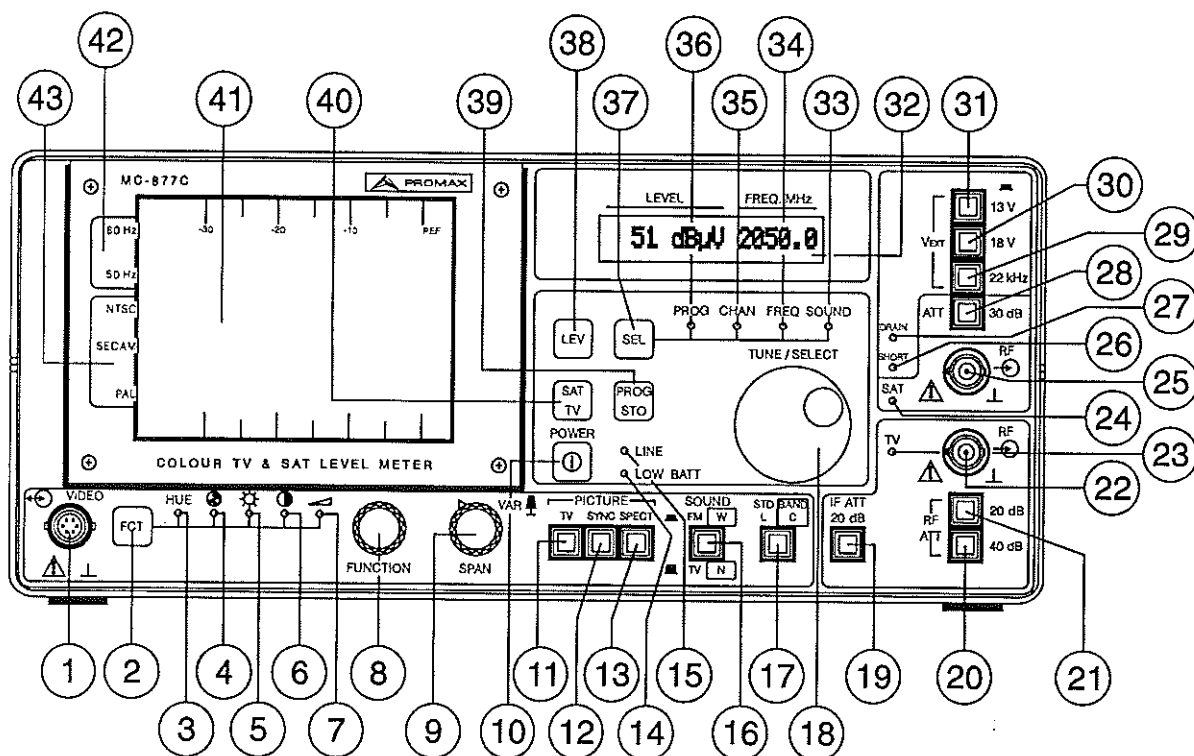 42
38
36
34
43
41
40
39
37
35
33
32
31
MC-877C
PROMAX
LEVEL
FREQ. MHz
51 dBµV 2050.0
60 Hz
50 Hz
-30
-20
-10
REF
NTSC
SECAM
PAL
PROG CHAN FREQ SOUND
LEV
SEL
TUNE / SELECT
SAT
TV
PROG
STO
POWER
LINE
LOW BATT
COLOUR TV & SAT LEVEL METER
13 V
VEXT
18 V
22 kHz
ATT
30 dB
DRAIN
SHORT
RF
SAT
TV
RF
30
29
28
27
26
25
24
23
22
VIDEO
HUE
FCT
FUNCTION
SPAN
VAR
PICTURE
TV SYNC SPECT
SOUND
FM W
TV N
STD BAND
L C
IF ATT
20 dB
RF
ATT
20 dB
40 dB
1
2
4
6
8
9
10
11
13
15
17
19
20
21
3
5
7
12
14
16
18